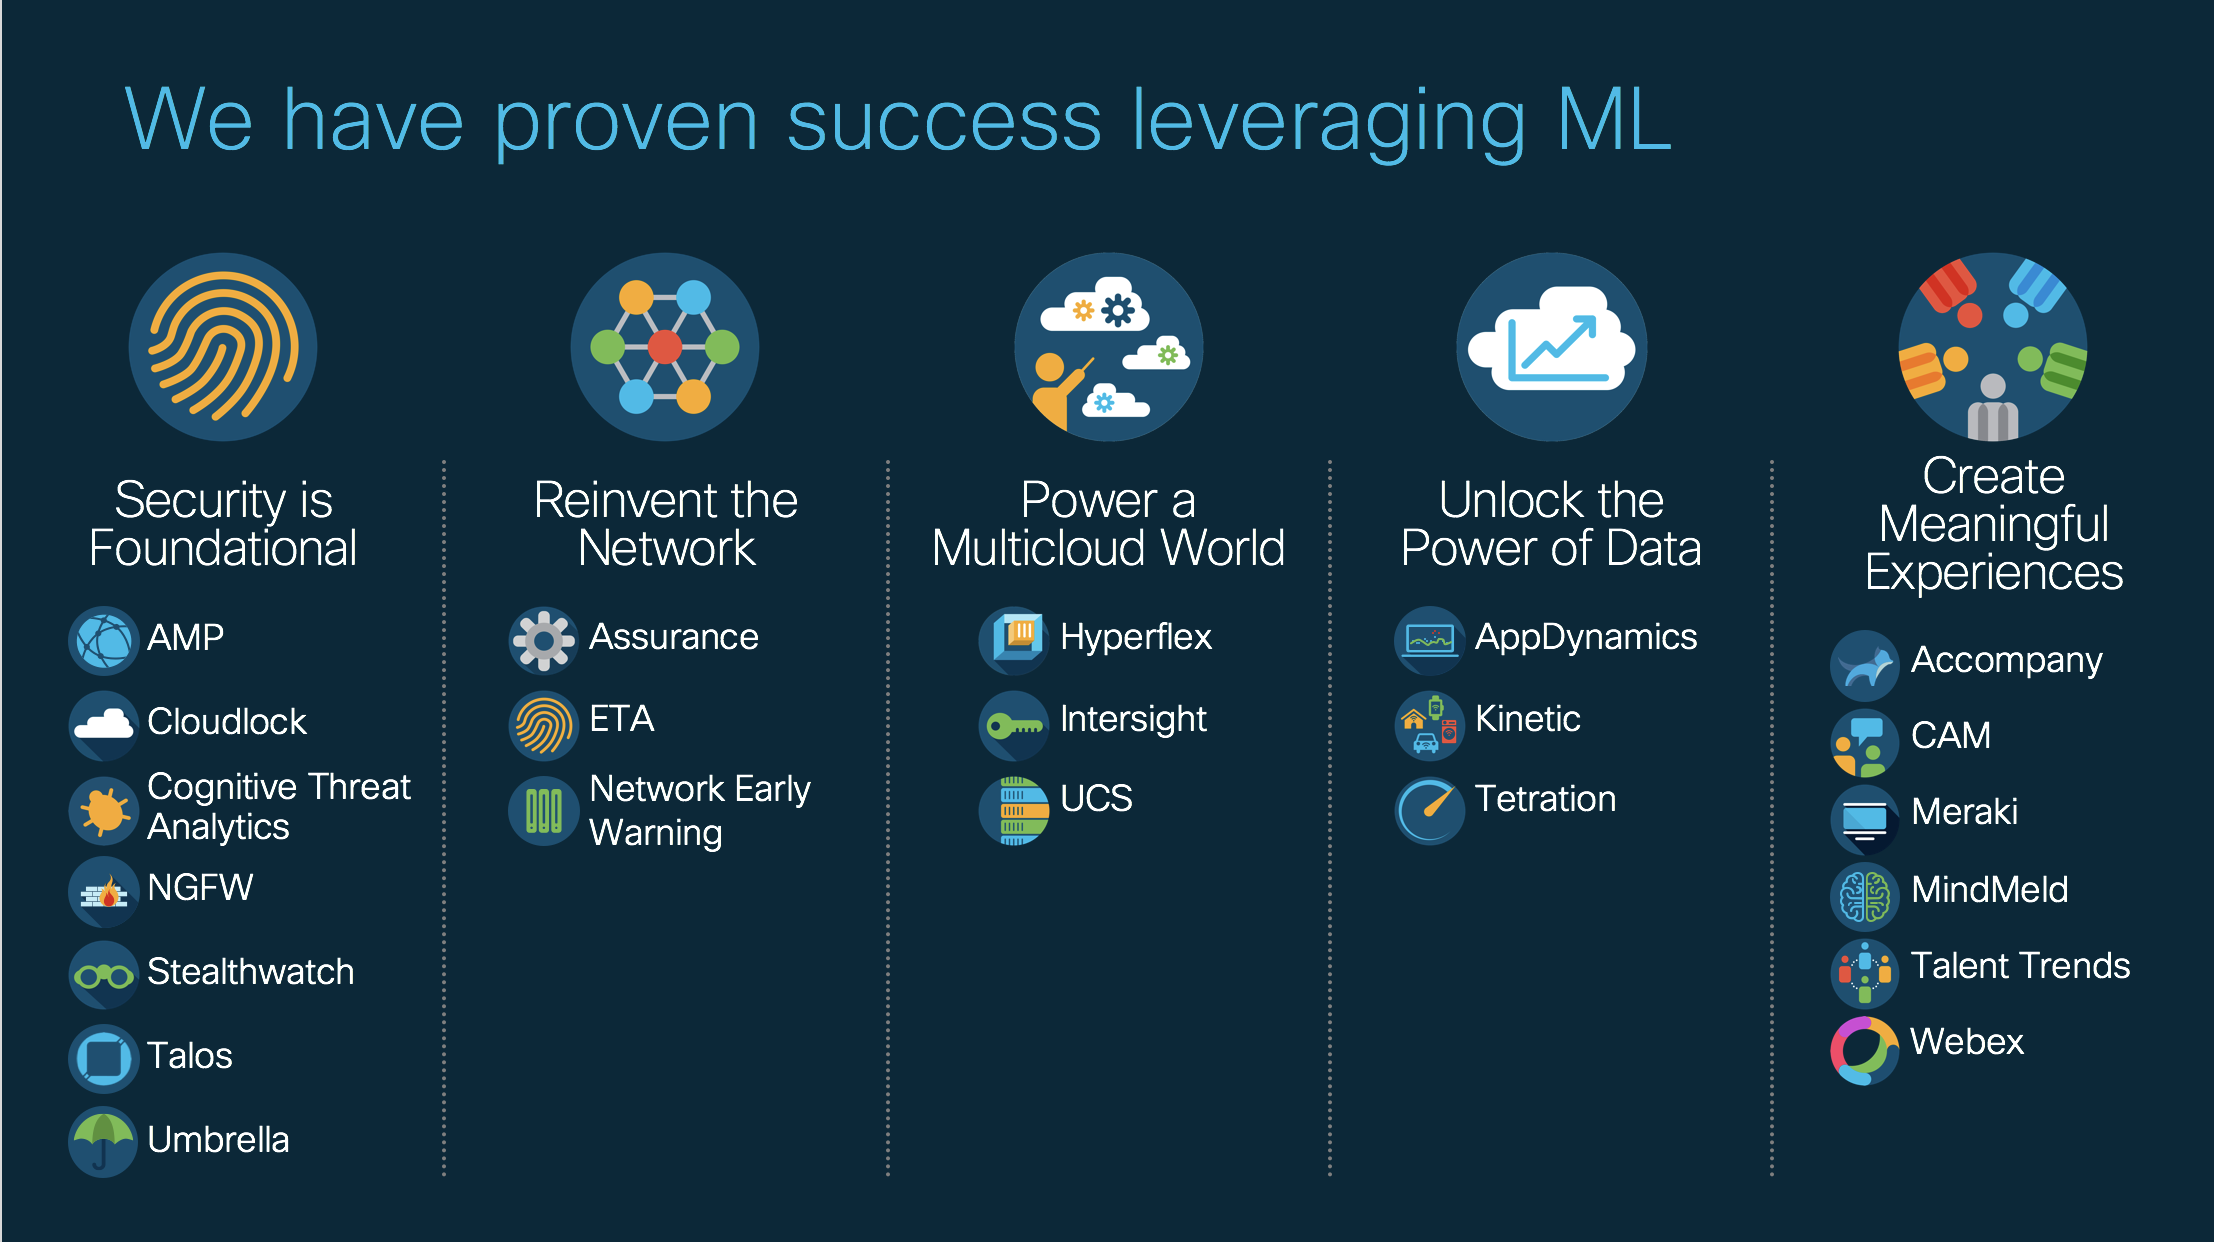 We have proven success leveraging ML
Security is
Foundational
AMP
Cloudlock
Cognitive Threat
Analytics
NGFW
Stealthwatch
Talos
Umbrella
Reinvent the
Network
Assurance
ETA
Network Early
Warning
Power a
Multicloud World
Hyperflex
Intersight
UCS
Unlock the
Power of Data
AppDynamics
Kinetic
Tetration
Create
Meaningful
Experiences
Accompany
CAM
Meraki
MindMeld
Talent Trends
Webex